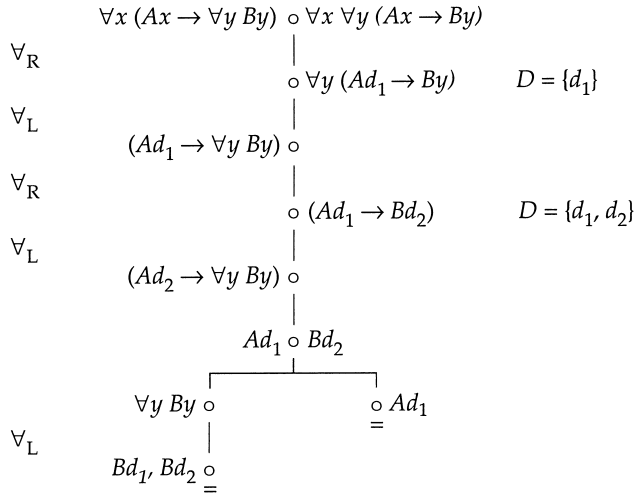 ∀x (Ax → ∀y By) ∘ ∀x ∀y (Ax → By)
∀R
∘ ∀y (Ad₁ → By) D = {d₁}
∀L
(Ad₁ → ∀y By) ∘
∀R
∘ (Ad₁ → Bd₂) D = {d₁, d₂}
∀L
(Ad₂ → ∀y By) ∘
Ad₁ ∘ Bd₂
∀y By ∘ ∘ Ad₁
=
∀L
Bd₁, Bd₂ ∘
=